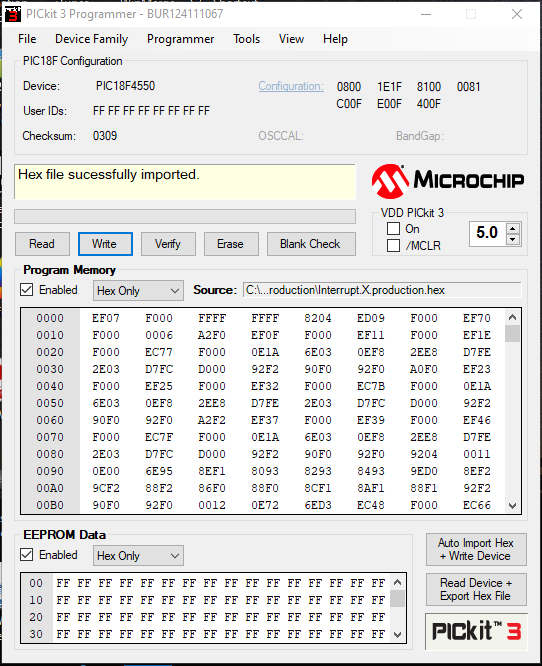 PICkit 3 Programmer - BUR124111067
File Device Family Programmer Tools View Help
PIC18F Configuration
Device: PIC18F4550 Configuration: 0800 1E1F 8100 0081
User IDs: FF FF FF FF FF FF FF FF C00F E00F 400F
Checksum: 0309 OSCCAL: BandGap:
Hex file sucessfully imported.
MICROCHIP
VDD PICkit 3
On
/MCLR
5.0
Read Write Verify Erase Blank Check
Program Memory
Enabled Hex Only Source: C:\...roduction\Interrupt.X.production.hex
0000 EF07 F000 FFFF FFFF 8204 ED09 F000 EF70
0010 F000 0006 A2F0 EF0F F000 EF11 F000 EF1E
0020 F000 EC77 F000 0E1A 6E03 0EF8 2EE8 D7FE
0030 2E03 D7FC D000 92F2 90F0 92F0 A0F0 EF23
0040 F000 EF25 F000 EF32 F000 EC7B F000 0E1A
0050 6E03 0EF8 2EE8 D7FE 2E03 D7FC D000 92F2
0060 90F0 92F0 A2F2 EF37 F000 EF39 F000 EF46
0070 F000 EC7F F000 0E1A 6E03 0EF8 2EE8 D7FE
0080 2E03 D7FC D000 92F2 90F0 92F0 9204 0011
0090 0E00 6E95 8EF1 8093 8293 8493 9ED0 8EF2
00A0 9CF2 88F2 86F0 88F0 8CF1 8AF1 88F1 92F2
00B0 90F0 92F0 0012 0E72 6ED3 EC48 F000 EC66
EEPROM Data
Enabled Hex Only
00 FF FF FF FF FF FF FF FF FF FF FF FF FF FF FF FF
10 FF FF FF FF FF FF FF FF FF FF FF FF FF FF FF FF
20 FF FF FF FF FF FF FF FF FF FF FF FF FF FF FF FF
30 FF FF FF FF FF FF FF FF FF FF FF FF FF FF FF FF
Auto Import Hex
+ Write Device
Read Device +
Export Hex File
PICkit™ 3